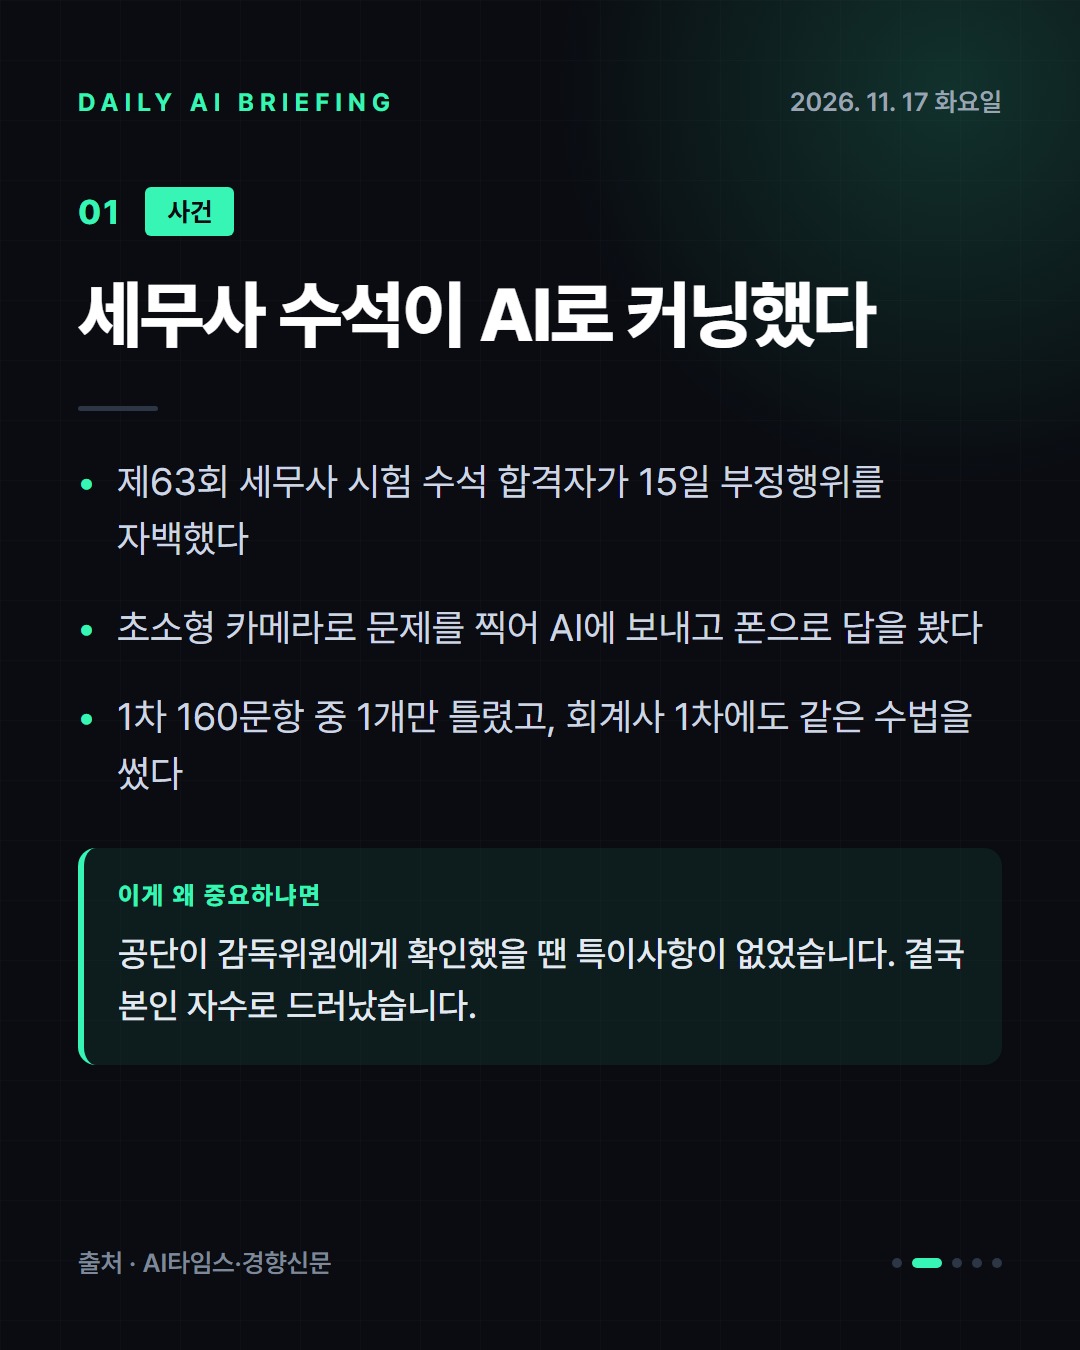 DAILY AI BRIEFING
2026. 11. 17 화요일
01
사건
세무사 수석이 AI로 커닝했다
• 제63회 세무사 시험 수석 합격자가 15일 부정행위를
자백했다
• 초소형 카메라로 문제를 찍어 AI에 보내고 폰으로 답을 봤다
• 1차 160문항 중 1개만 틀렸고, 회계사 1차에도 같은 수법을
썼다
이게 왜 중요하냐면
공단이 감독위원에게 확인했을 땐 특이사항이 없었습니다. 결국
본인 자수로 드러났습니다.
출처 · AI타임스·경향신문